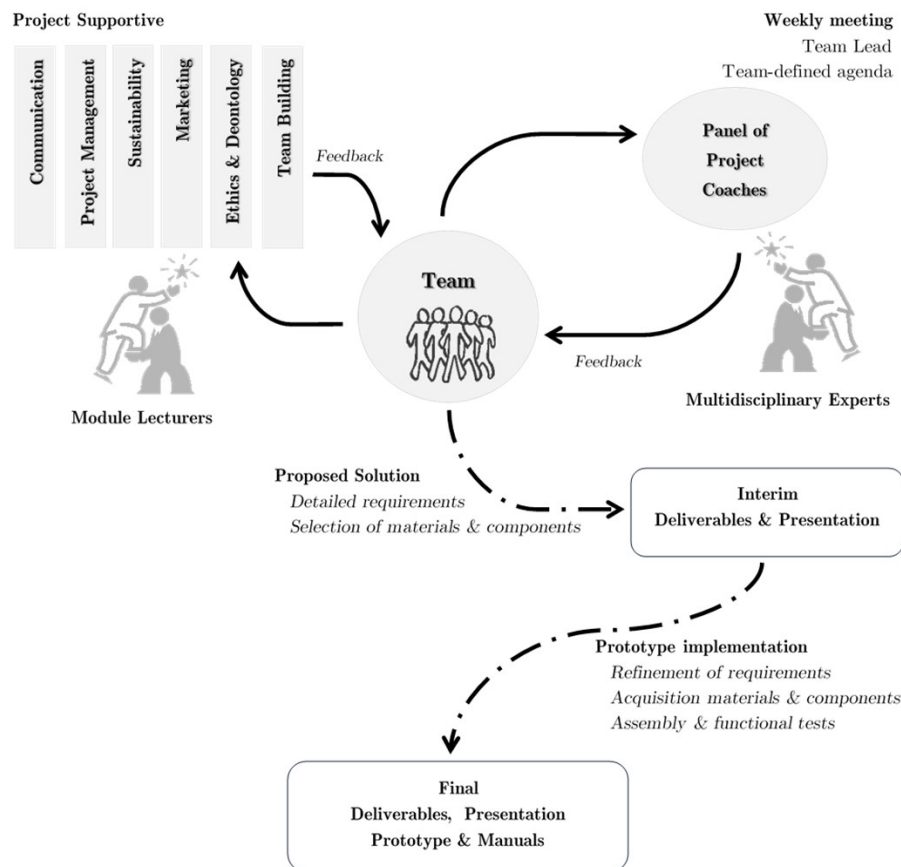 Project Supportive
Communication
Project Management
Sustainability
Marketing
Ethics & Deontology
Team Building
Feedback
Module Lecturers
Weekly meeting
Team Lead
Team-defined agenda
Panel of
Project
Coaches
Team
Feedback
Multidisciplinary Experts
Proposed Solution
Detailed requirements
Selection of materials & components
Interim
Deliverables & Presentation
Prototype implementation
Refinement of requirements
Acquisition materials & components
Assembly & functional tests
Final
Deliverables, Presentation
Prototype & Manuals